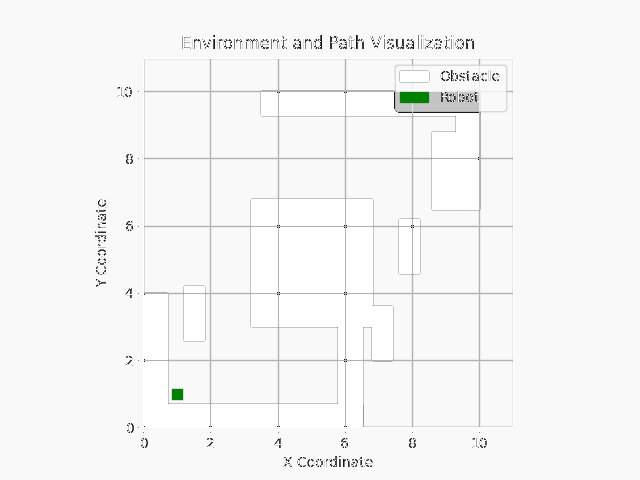 Environment and Path Visualization
Obstacle
Robot
10
8
6
4
2
0
Y Coordinate
0 2 4 6 8 10
X Coordinate